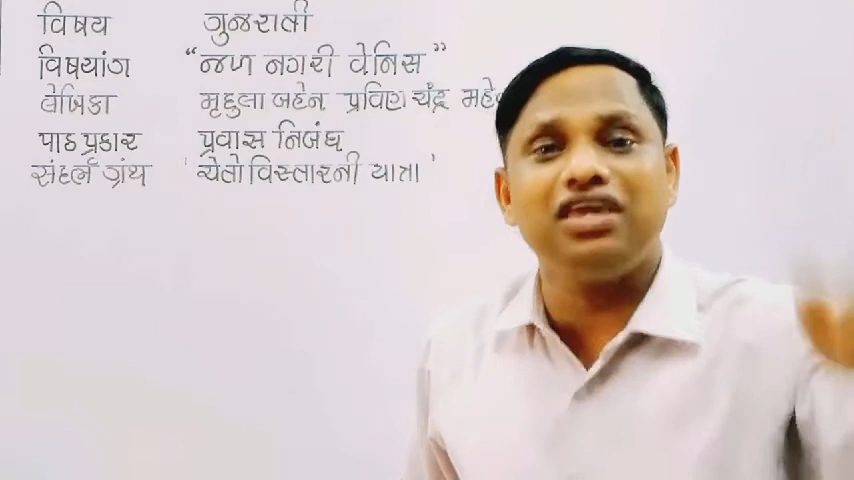 વિષય ગુજરાતી
વિષયાંગ “જળ નગરી વેનિસ”
લેખિકા મૃદુલા બહેન પ્રવિણ ચંદ્ર
પાઠ પ્રકાર પ્રવાસ નિબંધ
સંદર્ભ ગ્રંથ 'ચેતોવિસ્તારની યાત્રા'